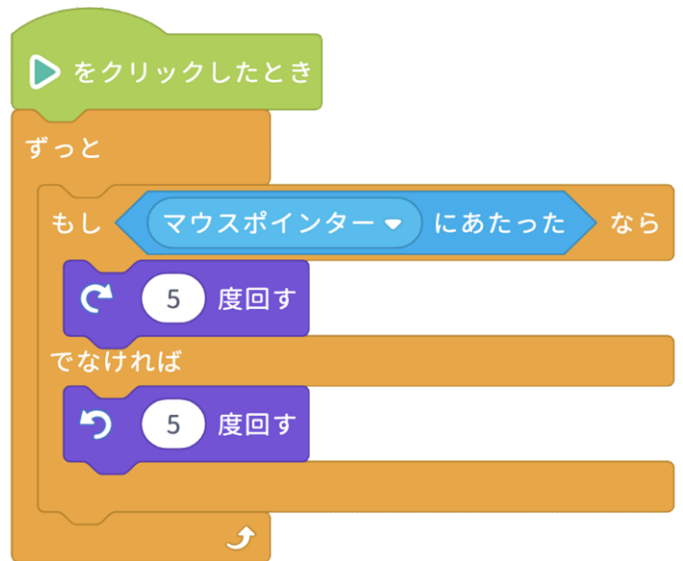 をクリックしたとき
ずっと
もし マウスポインター にあたった なら
5 度回す
でなければ
5 度回す